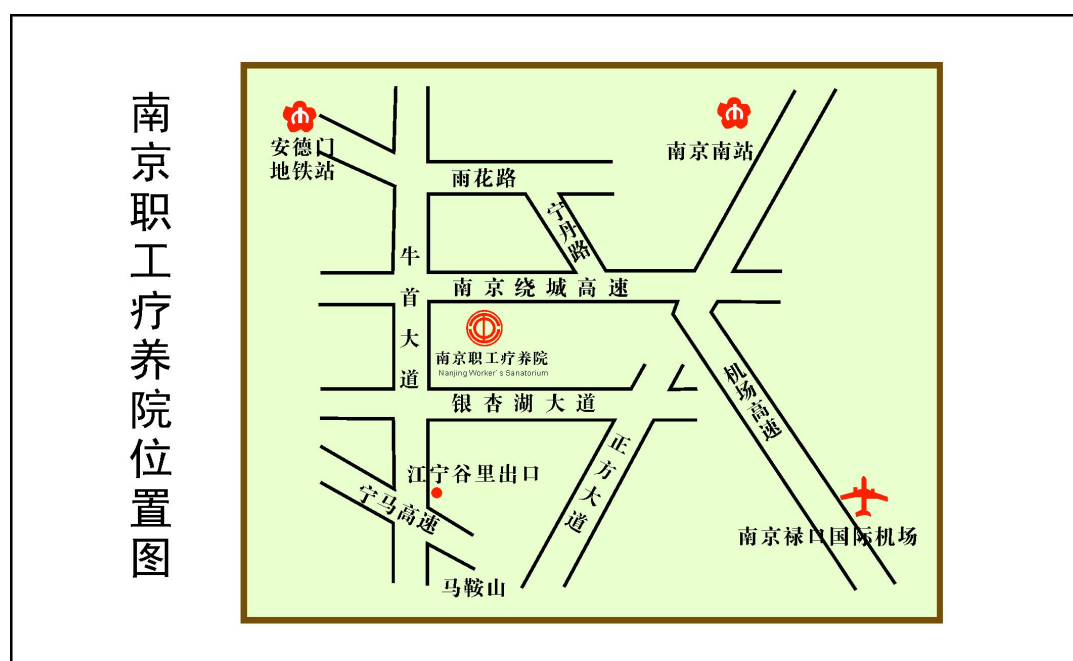 南京职工疗养院位置图
安德门
地铁站
南京南站
雨花路
宁丹路
牛首大道
南京绕城高速
南京职工疗养院
Nanjing Worker's Sanatorium
机场高速
银杏湖大道
正方大道
江宁谷里出口
宁马高速
南京禄口国际机场
马鞍山